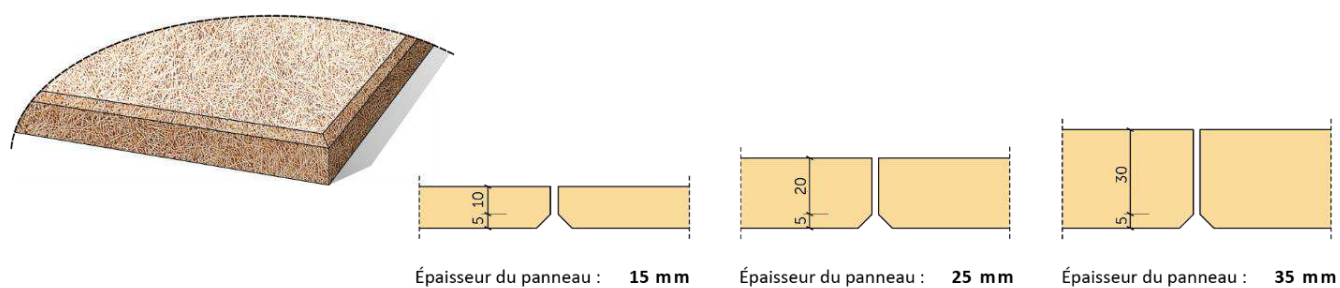 10
5
20
5
30
5
Épaisseur du panneau : 15 mm
Épaisseur du panneau : 25 mm
Épaisseur du panneau : 35 mm